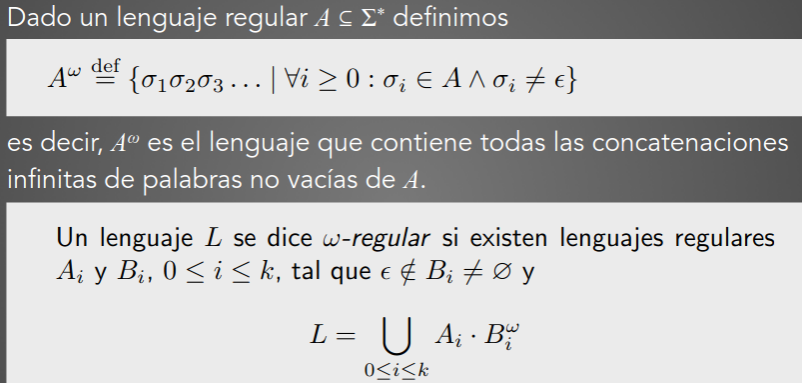 Dado un lenguaje regular A ⊆ Σ* definimos
A^ω ≝ {σ₁σ₂σ₃ … | ∀i ≥ 0 : σᵢ ∈ A ∧ σᵢ ≠ ϵ}
es decir, A^ω es el lenguaje que contiene todas las concatenaciones
infinitas de palabras no vacías de A.
Un lenguaje L se dice ω-regular si existen lenguajes regulares
Aᵢ y Bᵢ, 0 ≤ i ≤ k, tal que ϵ ∉ Bᵢ ≠ ∅ y
L = ⋃_{0≤i≤k} Aᵢ · Bᵢ^ω